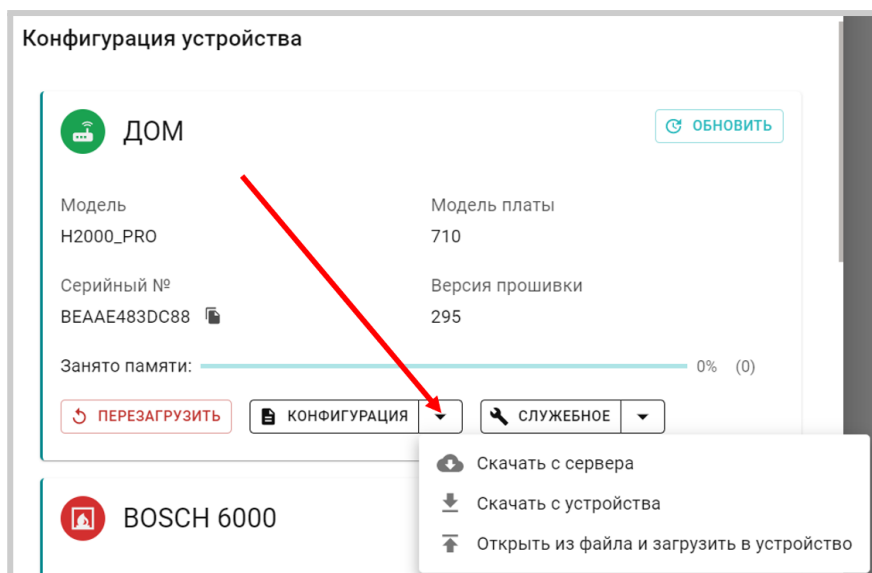 Конфигурация устройства
ДОМ
ОБНОВИТЬ
Модель
Модель платы
H2000_PRO
710
Серийный №
Версия прошивки
BEAAE483DC88
295
Занято памяти:
0% (0)
ПЕРЕЗАГРУЗИТЬ
КОНФИГУРАЦИЯ
СЛУЖЕБНОЕ
Скачать с сервера
Скачать с устройства
Открыть из файла и загрузить в устройство
BOSCH 6000